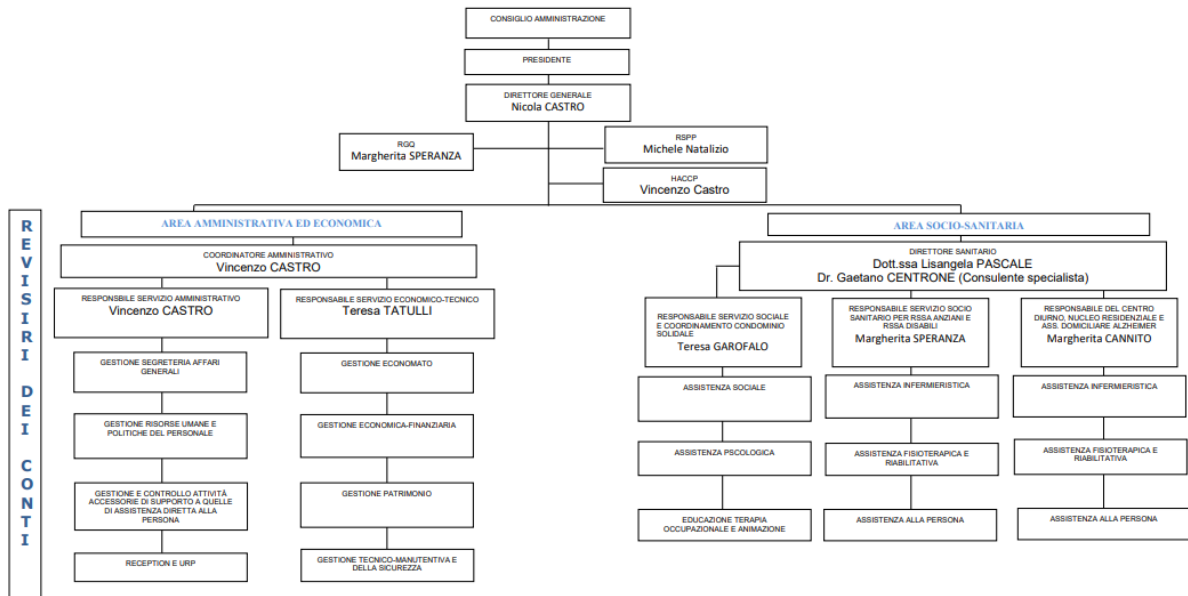 CONSIGLIO AMMINISTRAZIONE
PRESIDENTE
DIRETTORE GENERALE
Nicola CASTRO
RGQ
Margherita SPERANZA
RSPP
Michele Natalizio
HACCP
Vincenzo Castro
REVISIRI DEI CONTI
AREA AMMINISTRATIVA ED ECONOMICA
COORDINATORE AMMINISTRATIVO
Vincenzo CASTRO
RESPONSBILE SERVIZIO AMMINISTRATIVO
Vincenzo CASTRO
GESTIONE SEGRETERIA AFFARI
GENERALI
GESTIONE RISORSE UMANE E
POLITICHE DEL PERSONALE
GESTIONE E CONTROLLO ATTIVITÀ
ACCESSORIE DI SUPPORTO A QUELLE
DI ASSISTENZA DIRETTA ALLA
PERSONA
RECEPTION E URP
RESPONSABILE SERVIZIO ECONOMICO-TECNICO
Teresa TATULLI
GESTIONE ECONOMATO
GESTIONE ECONOMICA-FINANZIARIA
GESTIONE PATRIMONIO
GESTIONE TECNICO-MANUTENTIVA E
DELLA SICUREZZA
AREA SOCIO-SANITARIA
DIRETTORE SANITARIO
Dott.ssa Lisangela PASCALE
Dr. Gaetano CENTRONE (Consulente specialista)
RESPONSABILE SERVIZIO SOCIALE
E COORDINAMENTO CONDOMINIO
SOLIDALE
Teresa GAROFALO
ASSISTENZA SOCIALE
ASSISTENZA PSCOLOGICA
EDUCAZIONE TERAPIA
OCCUPAZIONALE E ANIMAZIONE
RESPONSABILE SERVIZIO SOCIO
SANITARIO PER RSSA ANZIANI E
RSSA DISABILI
Margherita SPERANZA
ASSISTENZA INFERMIERISTICA
ASSISTENZA FISIOTERAPICA E
RIABILITATIVA
ASSISTENZA ALLA PERSONA
RESPONSABILE DEL CENTRO
DIURNO, NUCLEO RESIDENZIALE E
ASS. DOMICILIARE ALZHEIMER
Margherita CANNITO
ASSISTENZA INFERMIERISTICA
ASSISTENZA FISIOTERAPICA E
RIABILITATIVA
ASSISTENZA ALLA PERSONA